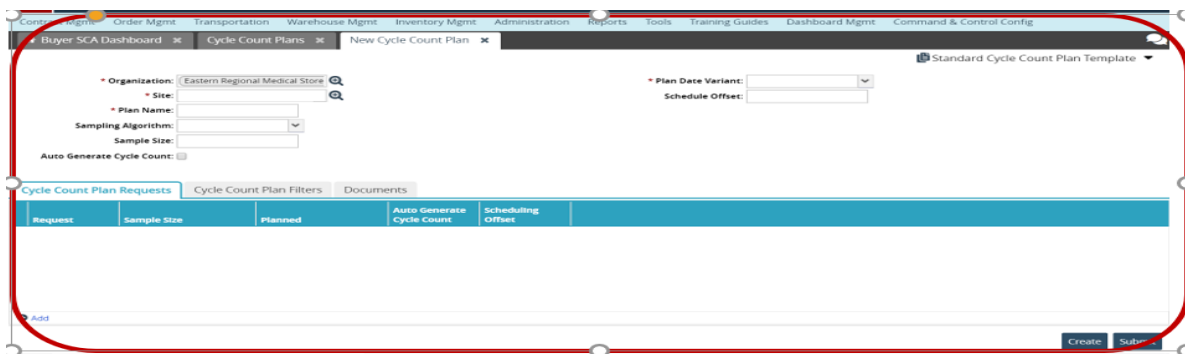 Contract Mgmt Order Mgmt Transportation Warehouse Mgmt Inventory Mgmt Administration Reports Tools Training Guides Dashboard Mgmt Command & Control Config
Buyer SCA Dashboard Cycle Count Plans New Cycle Count Plan
Standard Cycle Count Plan Template
* Organization: Eastern Regional Medical Store * Plan Date Variant:
* Site: Schedule Offset:
* Plan Name:
Sampling Algorithm:
Sample Size:
Auto Generate Cycle Count:
Cycle Count Plan Requests Cycle Count Plan Filters Documents
Request Sample Size Planned Auto Generate Cycle Count Scheduling Offset
Add
Create Submit